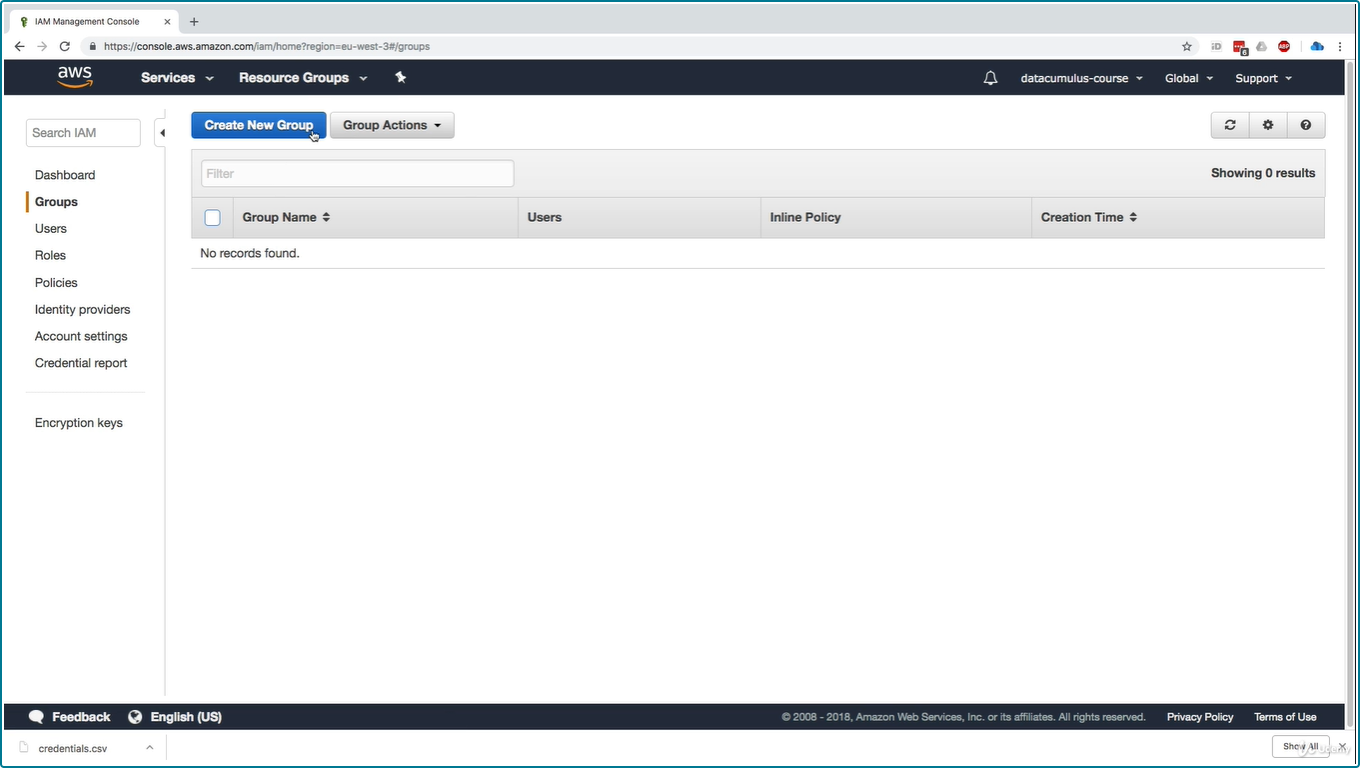 IAM Management Console
https://console.aws.amazon.com/iam/home?region=eu-west-3#/groups
iD
6
ABP
aws
Services
Resource Groups
datacumulus-course
Global
Support
Search IAM
Create New Group
Group Actions
Dashboard
Groups
Users
Roles
Policies
Identity providers
Account settings
Credential report
Encryption keys
Filter
Showing 0 results
Group Name
Users
Inline Policy
Creation Time
No records found.
Feedback
English (US)
© 2008 - 2018, Amazon Web Services, Inc. or its affiliates. All rights reserved.
Privacy Policy
Terms of Use
credentials.csv
Show All
Udemy